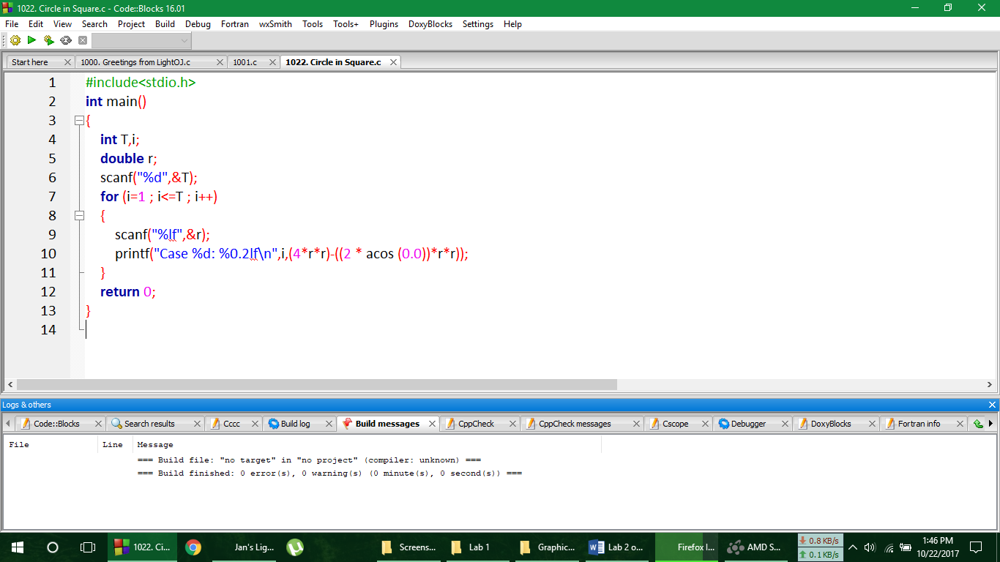 1022. Circle in Square.c - Code::Blocks 16.01
File Edit View Search Project Build Debug Fortran wxSmith Tools Tools+ Plugins DoxyBlocks Settings Help
Start here 1000. Greetings from LightOJ.c 1001.c 1022. Circle in Square.c
1 #include<stdio.h>
2 int main()
3 {
4 int T,i;
5 double r;
6 scanf("%d",&T);
7 for (i=1 ; i<=T ; i++)
8 {
9 scanf("%lf",&r);
10 printf("Case %d: %0.2lf\n",i,(4*r*r)-((2 * acos (0.0))*r*r));
11 }
12 return 0;
13 }
14
Logs & others
Code::Blocks Search results Cccc Build log Build messages CppCheck CppCheck messages Cscope Debugger DoxyBlocks Fortran info
File Line Message
=== Build file: "no target" in "no project" (compiler: unknown) ===
=== Build finished: 0 error(s), 0 warning(s) (0 minute(s), 0 second(s)) ===
1022. Ci... Jan's Lig... Screens... Lab 1 Graphic... Lab 2 o... Firefox I... AMD S... 0.8 KB/s 1:46 PM
0.1 KB/s 10/22/2017